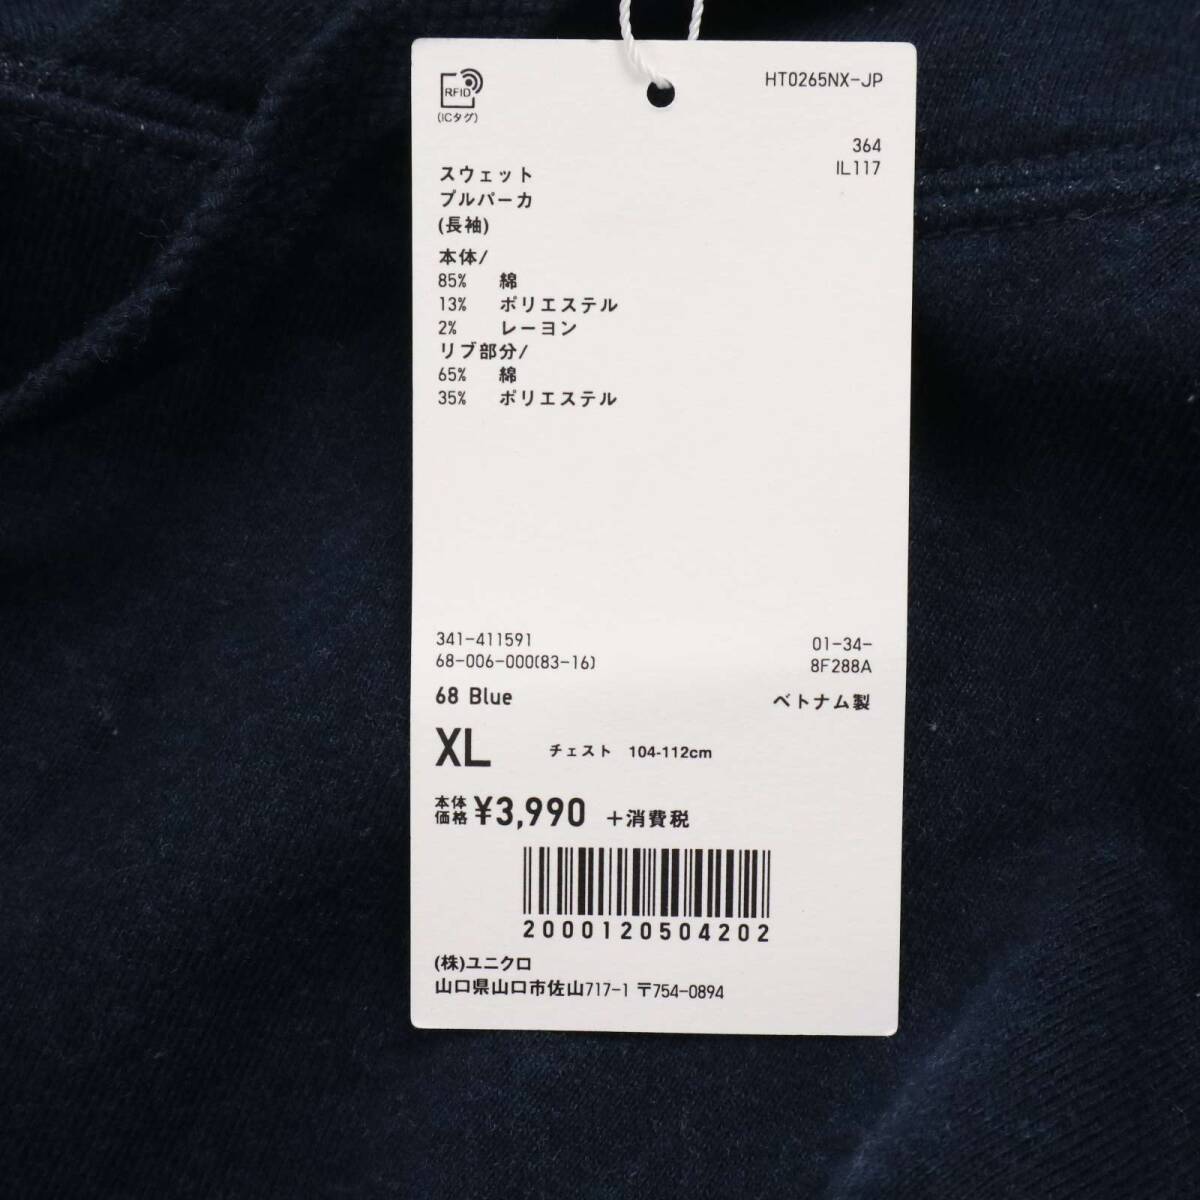 RFID
(ICタグ)
HT0265NX-JP
364
IL117
スウェット
プルパーカ
(長袖)
本体/
85% 綿
13% ポリエステル
2% レーヨン
リブ部分/
65% 綿
35% ポリエステル
341-411591
68-006-000(83-16)
01-34-
8F288A
68 Blue
ベトナム製
XL チェスト 104-112cm
本体価格 ¥3,990 +消費税
2000120504202
(株)ユニクロ
山口県山口市佐山717-1 〒754-0894